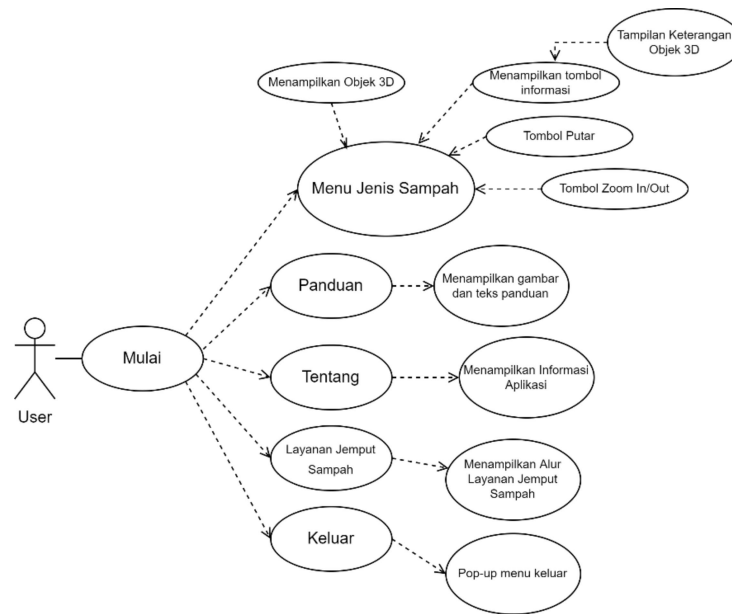 Tampilan Keterangan
Objek 3D
Menampilkan Objek 3D
Menampilkan tombol
informasi
Tombol Putar
Menu Jenis Sampah
Tombol Zoom In/Out
Panduan
Menampilkan gambar
dan teks panduan
Mulai
User
Tentang
Menampilkan Informasi
Aplikasi
Layanan Jemput
Sampah
Menampilkan Alur
Layanan Jemput
Sampah
Keluar
Pop-up menu keluar